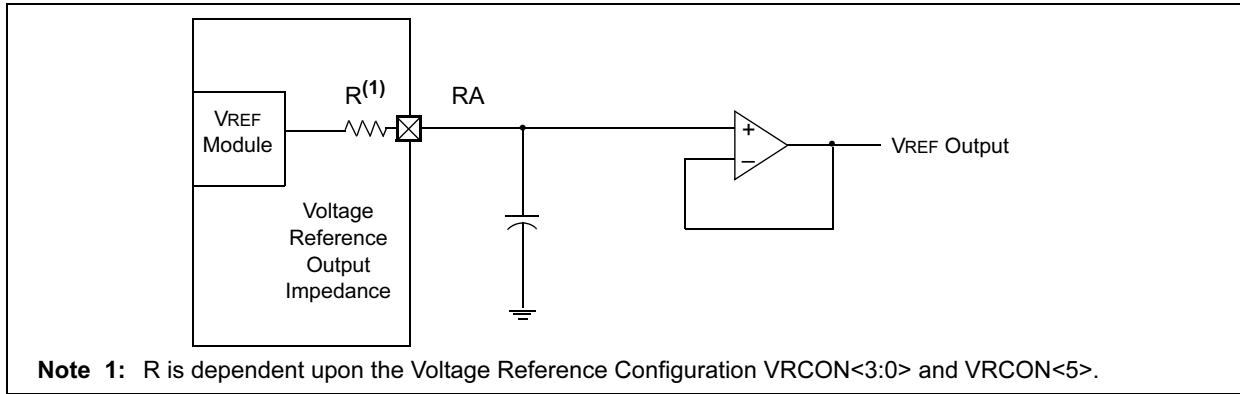 R(1)
RA
VREF
Module
+
–
VREF Output
Voltage
Reference
Output
Impedance
Note 1: R is dependent upon the Voltage Reference Configuration VRCON<3:0> and VRCON<5>.